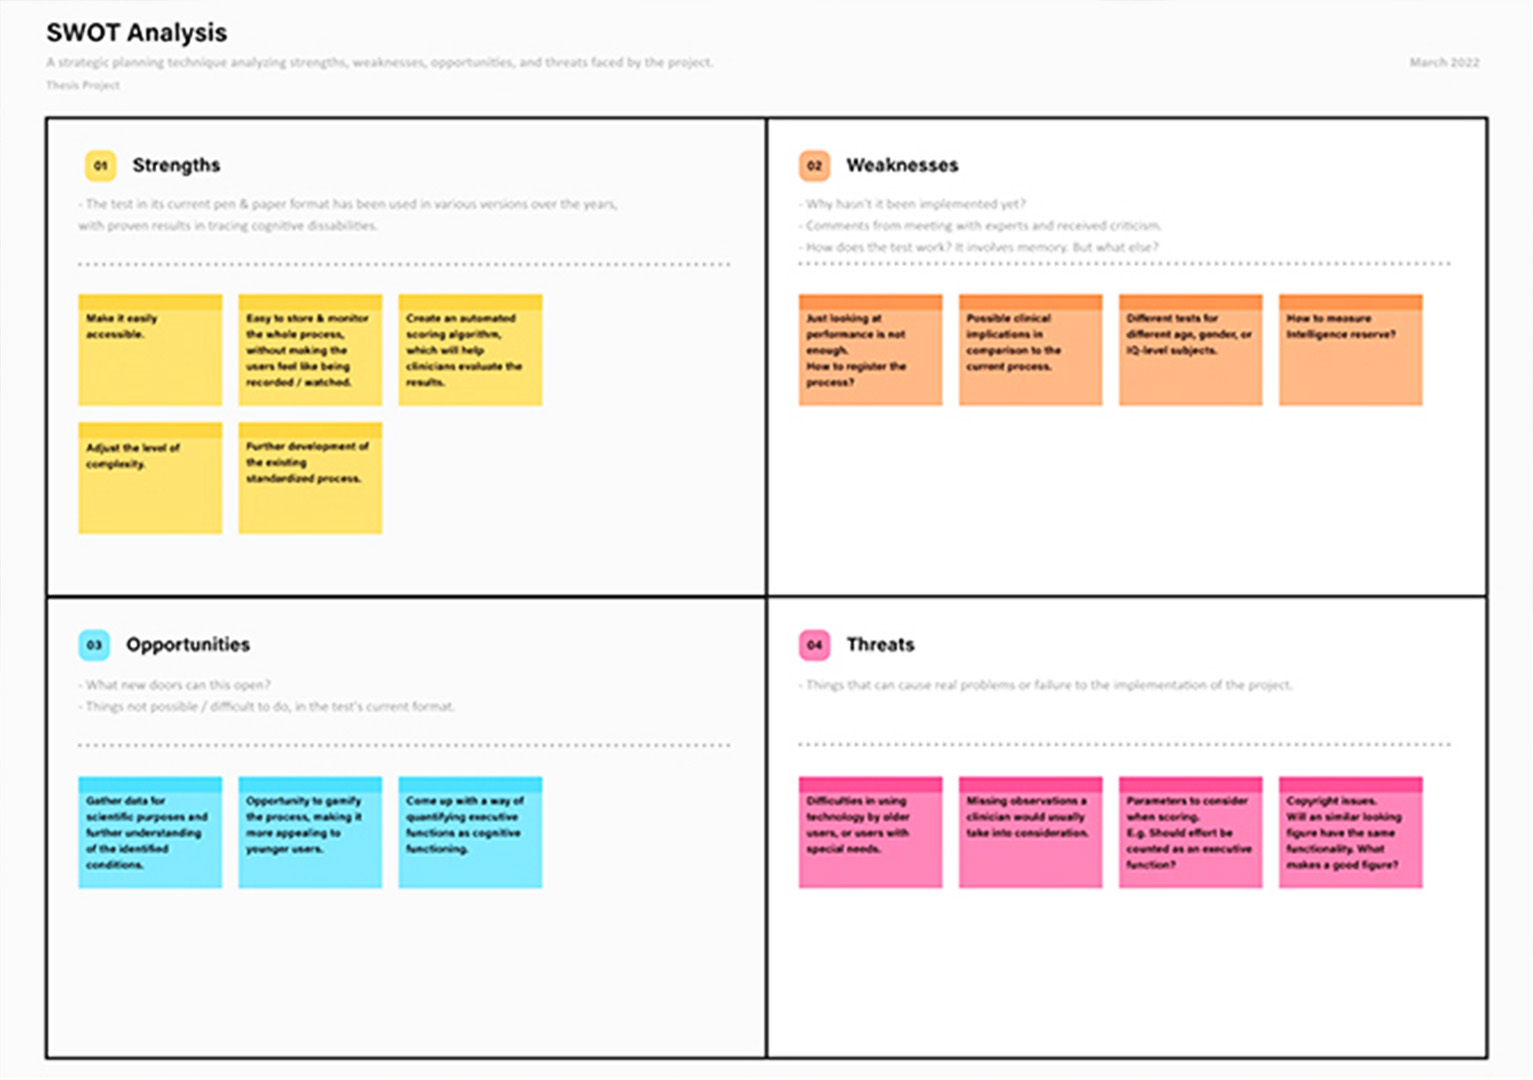 SWOT Analysis
A strategic planning technique analyzing strengths, weaknesses, opportunities, and threats faced by the project.
March 2022
Thesis Project
01
Strengths
- The test in its current pen & paper format has been used in various versions over the years,
with proven results in tracing cognitive dissabilities.
Make it easily
accessible.
Easy to store & monitor
the whole process,
without making the
users feel like being
recorded / watched.
Create an automated
scoring algorithm,
which will help
clinicians evaluate the
results.
Adjust the level of
complexity.
Further development of
the existing
standardized process.
02
Weaknesses
- Why hasn't it been implemented yet?
- Comments from meeting with experts and received criticism.
- How does the test work? It involves memory. But what else?
Just looking at
performance is not
enough.
How to register the
process?
Possible clinical
implications in
comparison to the
current process.
Different tests for
different age, gender, or
IQ-level subjects.
How to measure
Intelligence reserve?
03
Opportunities
- What new doors can this open?
- Things not possible / difficult to do, in the test's current format.
Gather data for
scientific purposes and
further understanding
of the identified
conditions.
Opportunity to gamify
the process, making it
more appealing to
younger users.
Come up with a way of
quantifying executive
functions as cognitive
functioning.
04
Threats
- Things that can cause real problems or failure to the implementation of the project.
Difficulties in using
technology by older
users, or users with
special needs.
Missing observations a
clinician would usually
take into consideration.
Parameters to consider
when scoring.
E.g. Should effort be
counted as an executive
function?
Copyright issues.
Will an similar looking
figure have the same
functionality. What
makes a good figure?